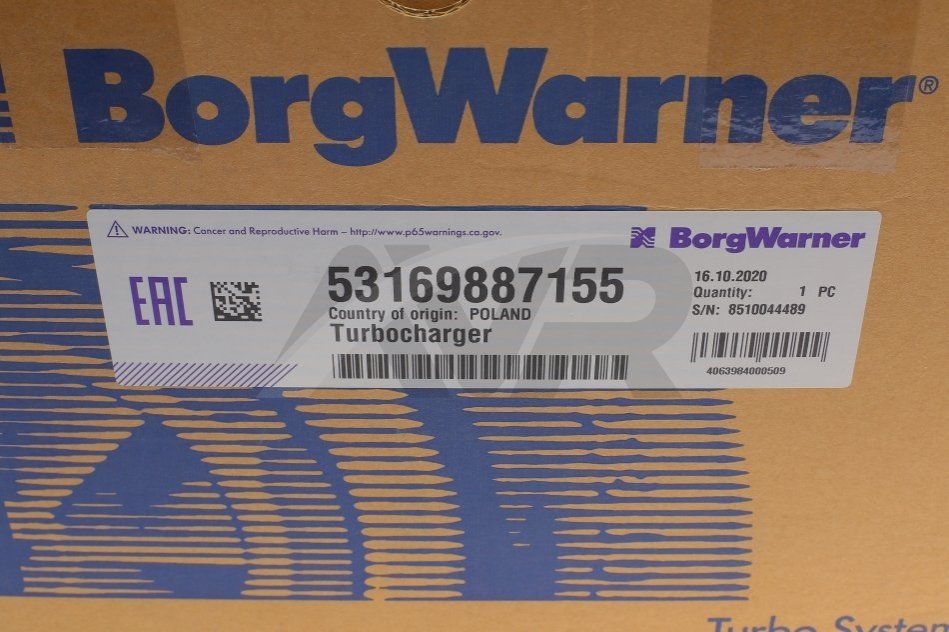 BorgWarner®
WARNING: Cancer and Reproductive Harm – http://www.p65warnings.ca.gov.
BorgWarner
EAC
53169887155
Country of origin: POLAND
Turbocharger
16.10.2020
Quantity: 1 PC
S/N: 8510044489
4063984000509
AVR
Turbo System